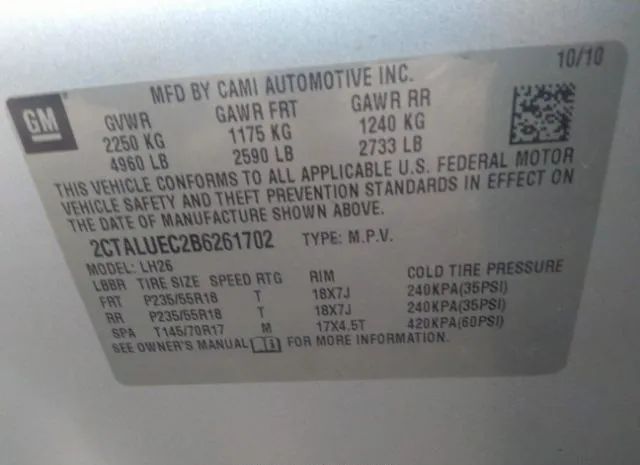 10/10
MFD BY CAMI AUTOMOTIVE INC.
GM
GVWR GAWR FRT GAWR RR
2250 KG 1175 KG 1240 KG
4960 LB 2590 LB 2733 LB
THIS VEHICLE CONFORMS TO ALL APPLICABLE U.S. FEDERAL MOTOR
VEHICLE SAFETY AND THEFT PREVENTION STANDARDS IN EFFECT ON
THE DATE OF MANUFACTURE SHOWN ABOVE.
2CTALUEC2B6261702 TYPE: M.P.V.
MODEL: LH26
LBBR TIRE SIZE SPEED RTG RIM COLD TIRE PRESSURE
FRT P235/55R18 T 18X7J 240KPA(35PSI)
RR P235/55R18 T 18X7J 240KPA(35PSI)
SPA T145/70R17 M 17X4.5T 420KPA(60PSI)
SEE OWNER'S MANUAL FOR MORE INFORMATION.